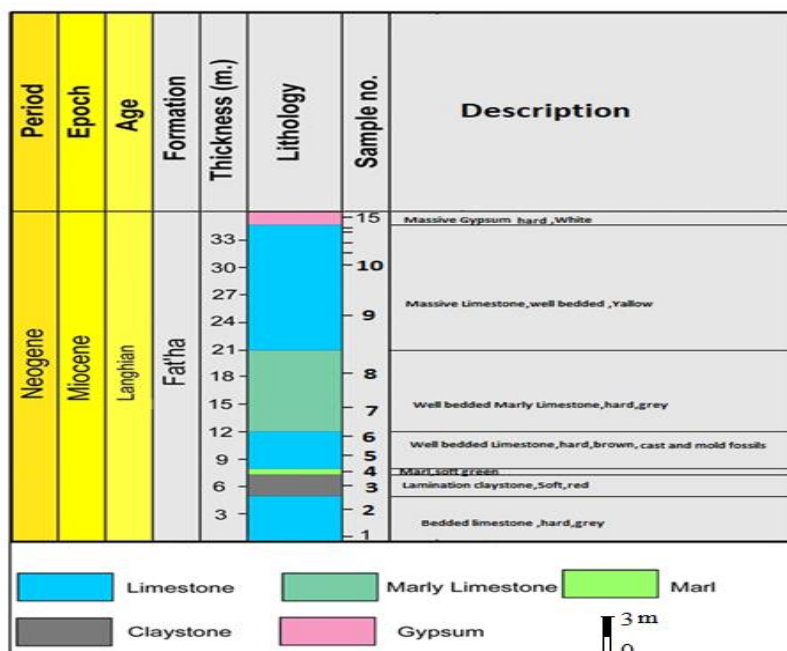 Period
Epoch
Age
Formation
Thickness (m.)
Lithology
Sample no.
Description
Neogene
Miocene
Langhian
Fat'ha
33
30
27
24
21
18
15
12
9
6
3
15
10
9
8
7
6
5
4
3
2
1
Massive Gypsum hard ,White
Massive Limestone,well bedded ,Yallow
Well bedded Marly Limestone,hard,grey
Well bedded Limestone,hard,brown,cast and mold fossils
Marl,soft green
Lamination claystone,Soft,red
Bedded limestone ,hard,grey
Limestone
Marly Limestone
Marl
Claystone
Gypsum
3 m
0